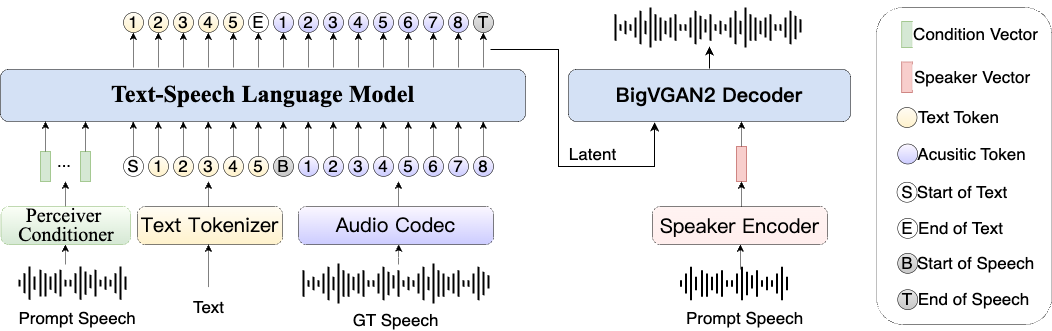 1 2 3 4 5 E 1 2 3 4 5 6 7 8 T
Text-Speech Language Model
S 1 2 3 4 5 B 1 2 3 4 5 6 7 8
...
Perceiver
Conditioner
Text Tokenizer
Audio Codec
Prompt Speech
Text
GT Speech
BigVGAN2 Decoder
Latent
Speaker Encoder
Prompt Speech
Condition Vector
Speaker Vector
Text Token
Acusitic Token
S Start of Text
E End of Text
B Start of Speech
T End of Speech